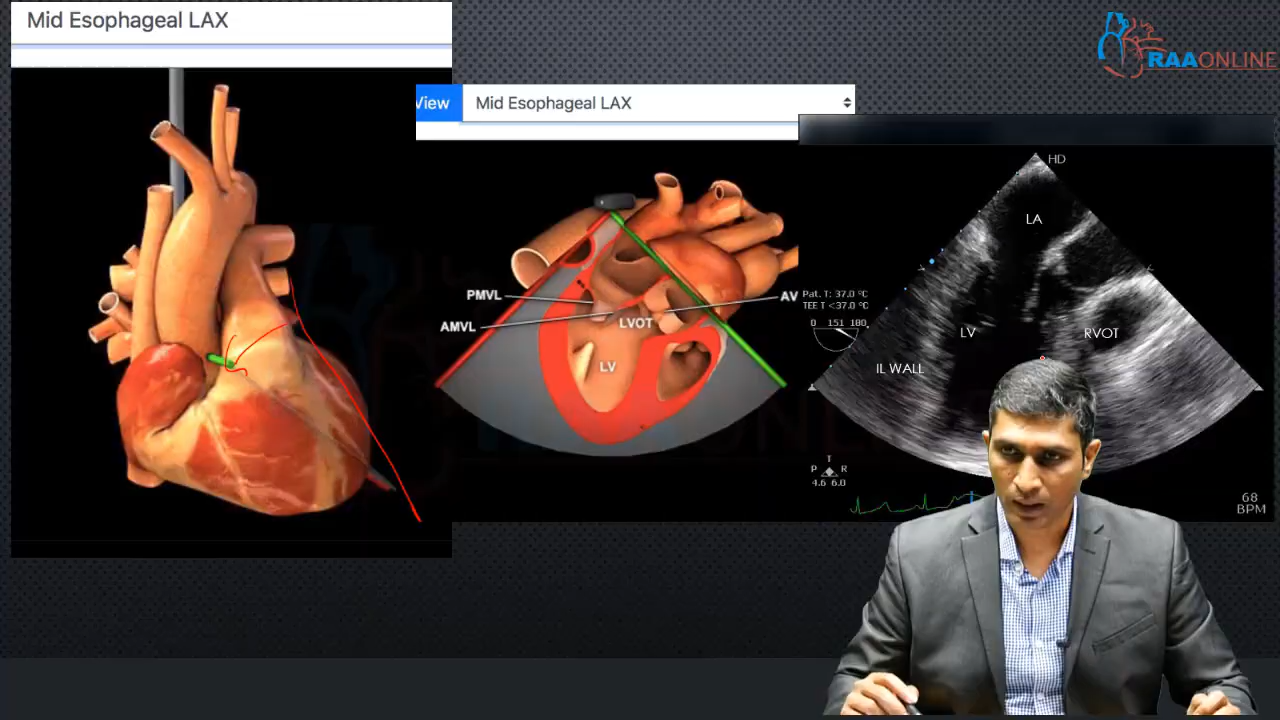 Mid Esophageal LAX
RAAONLINE
View
Mid Esophageal LAX
PMVL
AMVL
LVOT
LV
AV
HD
LA
Pat. T: 37.0 °C
TEE T <37.0°C
0 151 180
LV
RVOT
IL WALL
T
P R
4.6 6.0
68
BPM